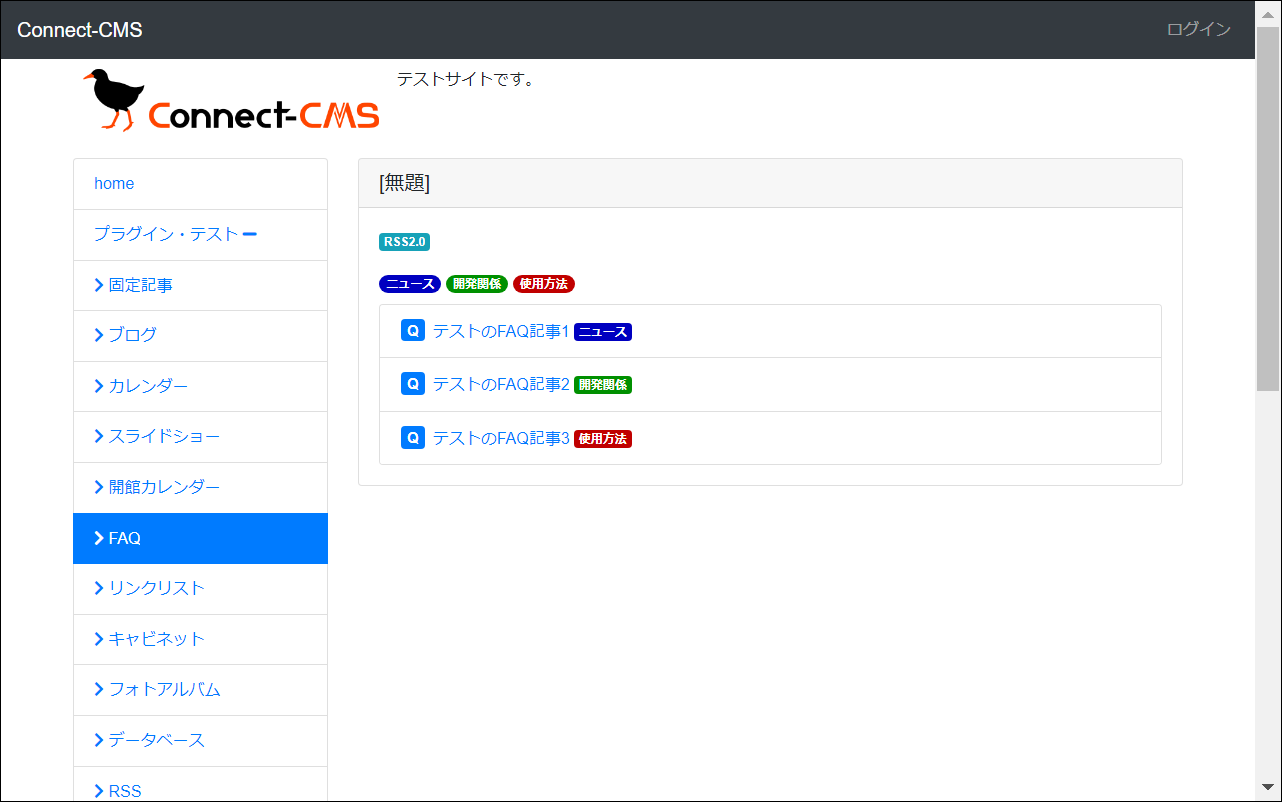 Connect-CMS ログイン
Connect-CMS
テストサイトです。
home
プラグイン・テスト
固定記事
ブログ
カレンダー
スライドショー
開館カレンダー
FAQ
リンクリスト
キャビネット
フォトアルバム
データベース
RSS
[無題]
RSS2.0
ニュース 開発関係 使用方法
Q テストのFAQ記事1 ニュース
Q テストのFAQ記事2 開発関係
Q テストのFAQ記事3 使用方法